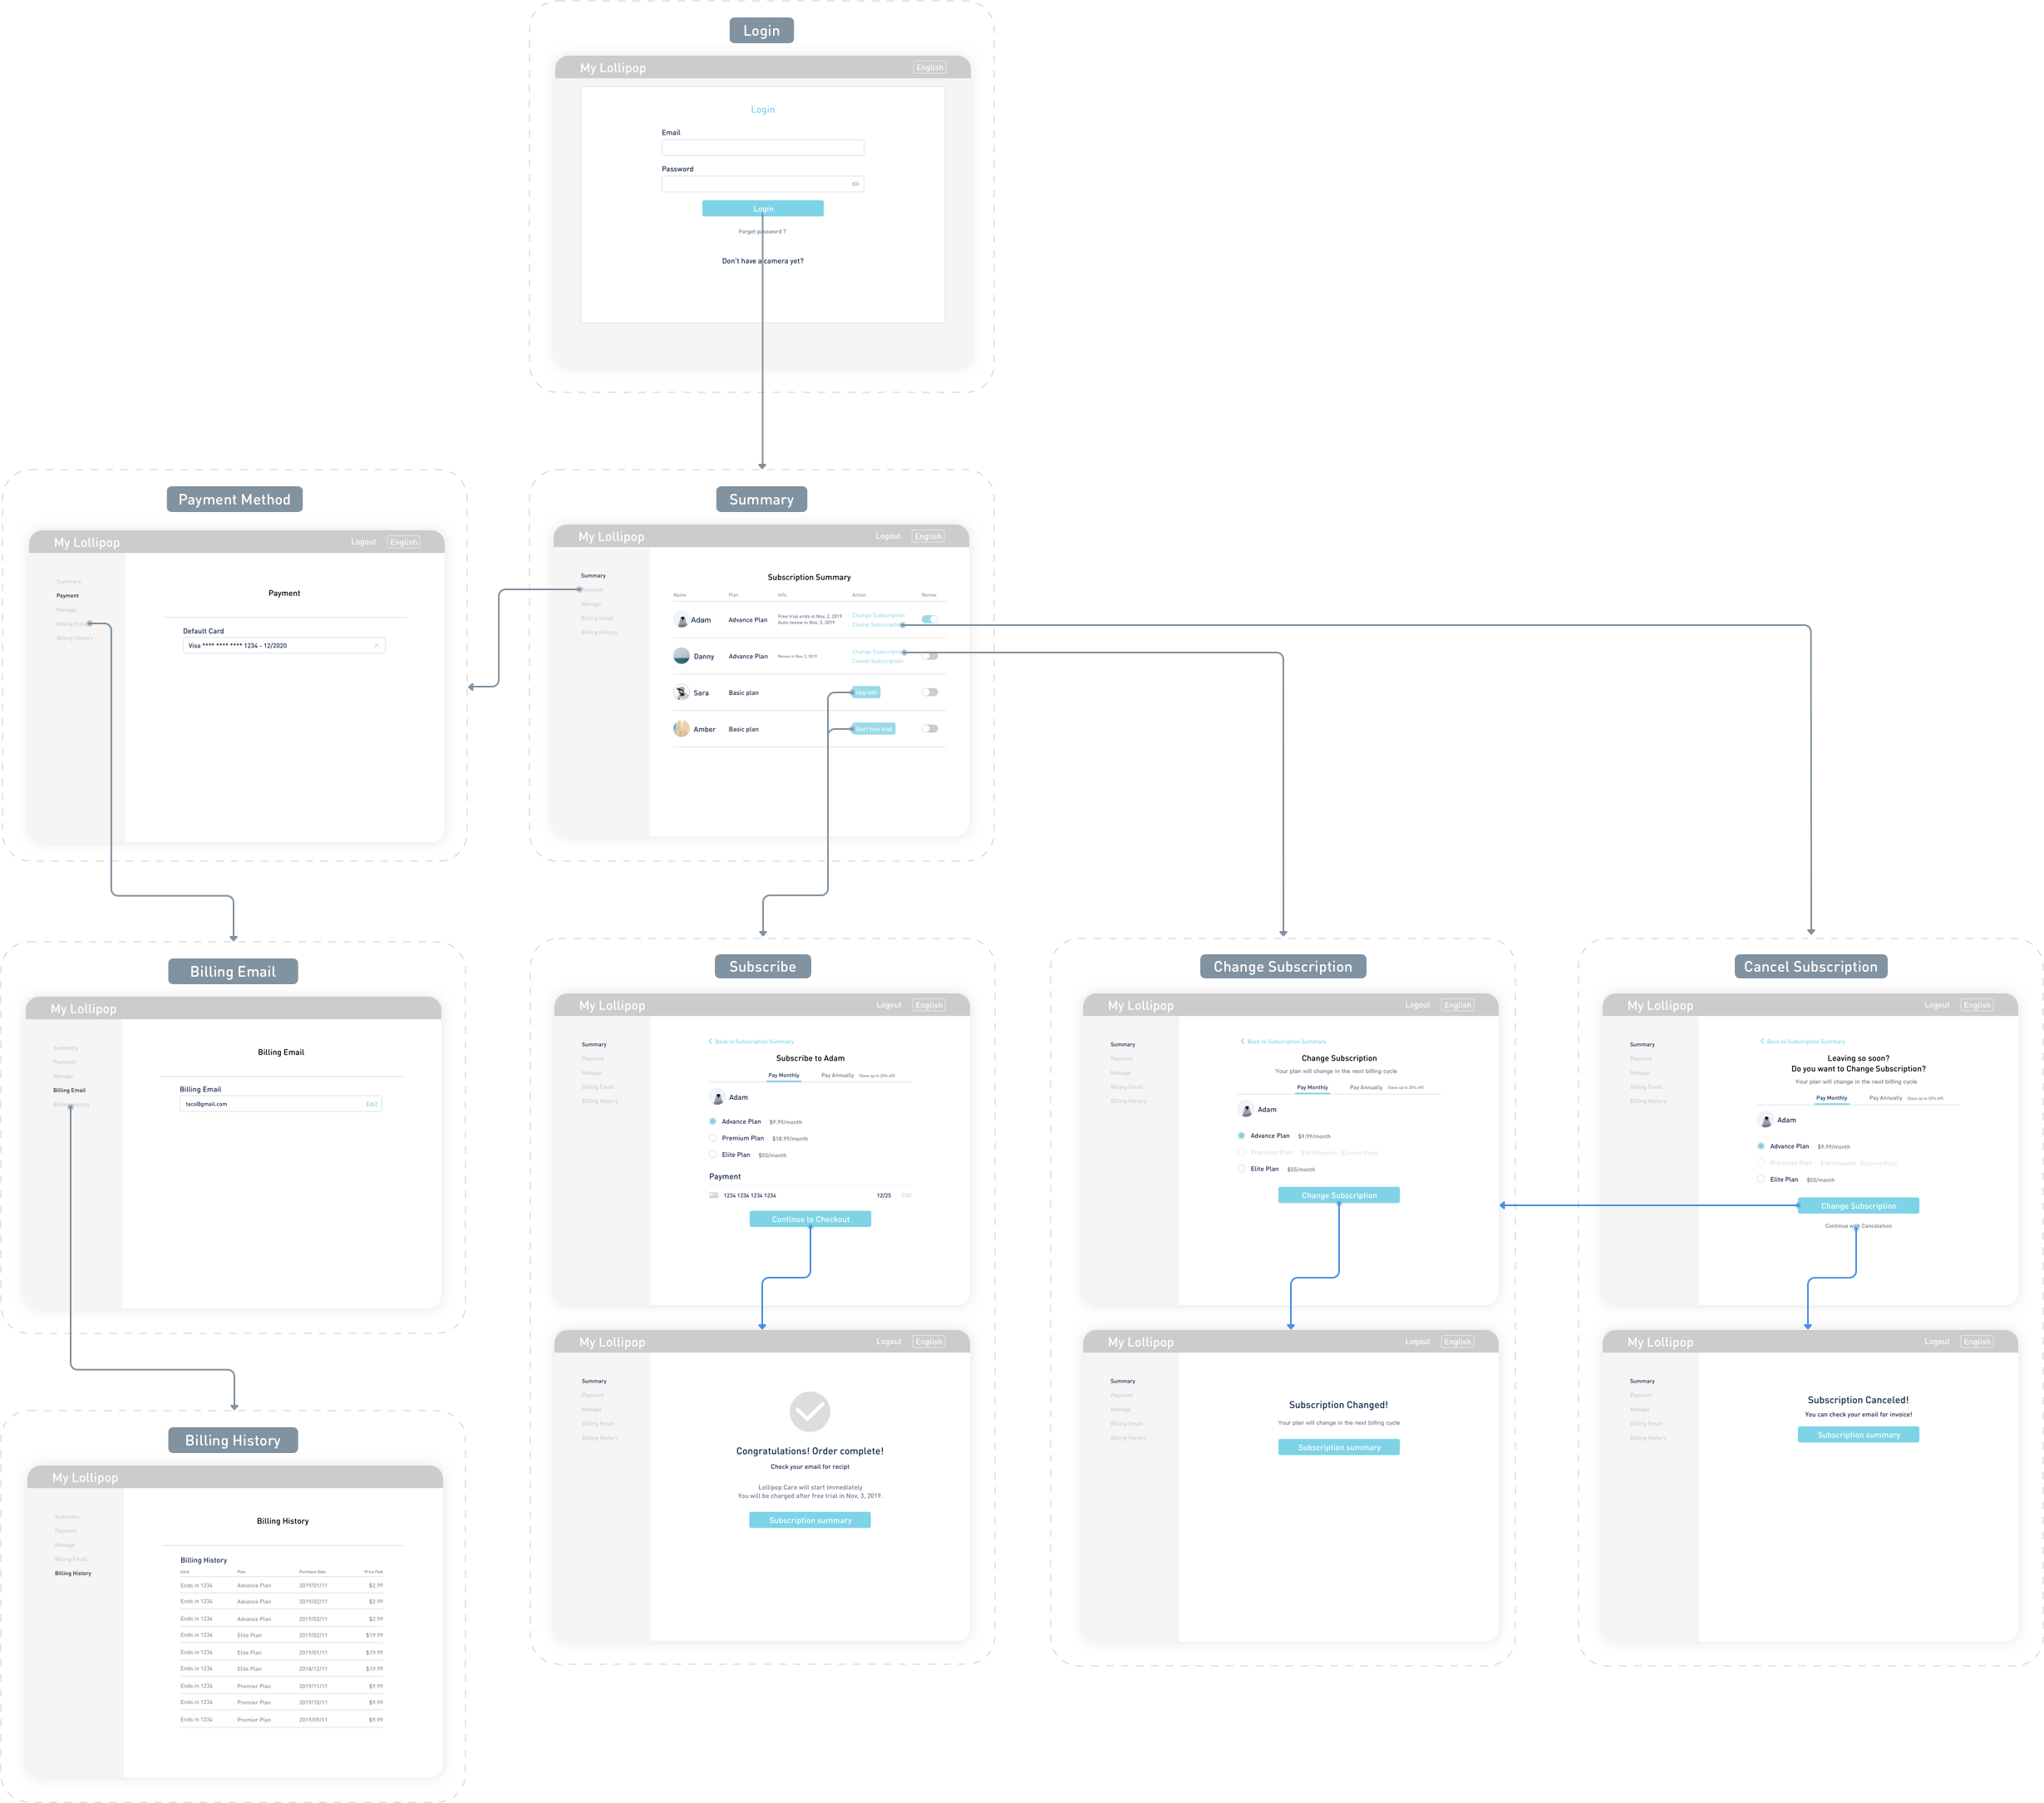 Login
My Lollipop
English
Login
Email
Password
Login
Forget password ?
Don't have a camera yet?
Payment Method
My Lollipop
Logout
English
Summary
Payment
Manage
Billing Email
Billing History
Payment
Default Card
Visa **** **** **** 1234 - 12/2020
Summary
My Lollipop
Logout
English
Summary
Payment
Manage
Billing Email
Billing History
Subscription Summary
Name Plan Info Action Renew
Adam Advance Plan
Free trial ends in Nov, 2, 2019
Auto renew in Nov, 3, 2019
Change Subscription
Cancel Subscription
Danny Advance Plan Renew in Nov, 2, 2019
Change Subscription
Cancel Subscription
Sara Basic plan Upgrade
Amber Basic plan Start free trial
Billing Email
My Lollipop
Summary
Payment
Manage
Billing Email
Billing History
Billing Email
Billing Email
taco@gmail.com Edit
Subscribe
My Lollipop
Logout
English
Summary
Payment
Manage
Billing Email
Billing History
Back to Subscription Summary
Subscribe to Adam
Pay Monthly Pay Annually (Save up to 20% off)
Adam
Advance Plan $9.99/month
Premium Plan $18.99/month
Elite Plan $55/month
Payment
1234 1234 1234 1234 12/25 CVC
Continue to Checkout
My Lollipop
Logout
English
Summary
Payment
Manage
Billing Email
Billing History
Congratulations! Order complete!
Check your email for recipt
Lollipop Care will start immediately
You will be charged after free trial in Nov, 3, 2019.
Subscription summary
Change Subscription
My Lollipop
Logout
English
Summary
Payment
Manage
Billing Email
Billing History
Back to Subscription Summary
Change Subscription
Your plan will change in the next billing cycle
Pay Monthly Pay Annually (Save up to 20% off)
Adam
Advance Plan $9.99/month
Premium Plan $18.99/month (Current Plan)
Elite Plan $55/month
Change Subscription
My Lollipop
Logout
English
Summary
Payment
Manage
Billing Email
Billing History
Subscription Changed!
Your plan will change in the next billing cycle
Subscription summary
Cancel Subscription
My Lollipop
Logout
English
Summary
Payment
Manage
Billing Email
Billing History
Back to Subscription Summary
Leaving so soon?
Do you want to Change Subscription?
Your plan will change in the next billing cycle
Pay Monthly Pay Annually (Save up to 20% off)
Adam
Advance Plan $9.99/month
Premium Plan $18.99/month (Current Plan)
Elite Plan $55/month
Change Subscription
Continue with Cancelation
My Lollipop
Logout
English
Summary
Payment
Manage
Billing Email
Billing History
Subscription Canceled!
You can check your email for invoice!
Subscription summary
Billing History
My Lollipop
Summary
Payment
Manage
Billing Email
Billing History
Billing History
Billing History
Card Plan Purchase Date Price Paid
Ends in 1234 Advance Plan 2019/01/11 $2.99
Ends in 1234 Advance Plan 2019/02/11 $2.99
Ends in 1234 Advance Plan 2019/03/11 $2.99
Ends in 1234 Elite Plan 2019/02/11 $19.99
Ends in 1234 Elite Plan 2019/01/11 $19.99
Ends in 1234 Elite Plan 2018/12/11 $19.99
Ends in 1234 Premier Plan 2019/11/11 $9.99
Ends in 1234 Premier Plan 2019/10/11 $9.99
Ends in 1234 Premier Plan 2019/09/11 $9.99